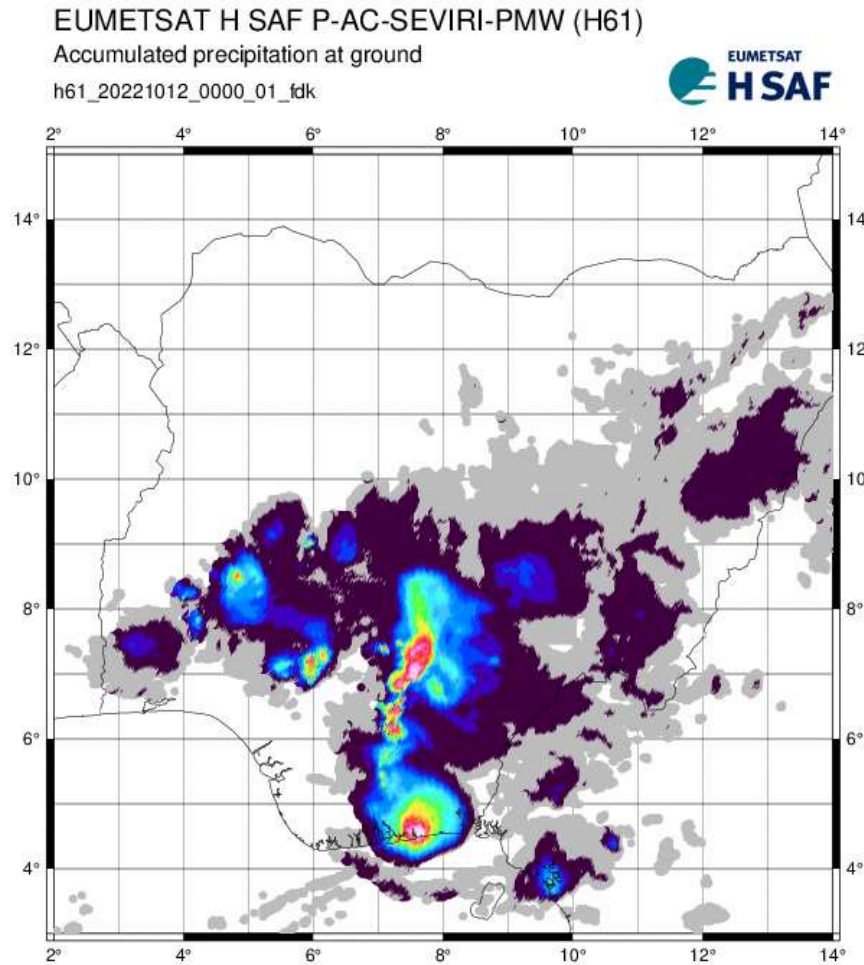 EUMETSAT H SAF P-AC-SEVIRI-PMW (H61)
Accumulated precipitation at ground
h61_20221012_0000_01_fdk
EUMETSAT
H SAF
2° 4° 6° 8° 10° 12° 14°
14° 14°
12° 12°
10° 10°
8° 8°
6° 6°
4° 4°
2° 4° 6° 8° 10° 12° 14°